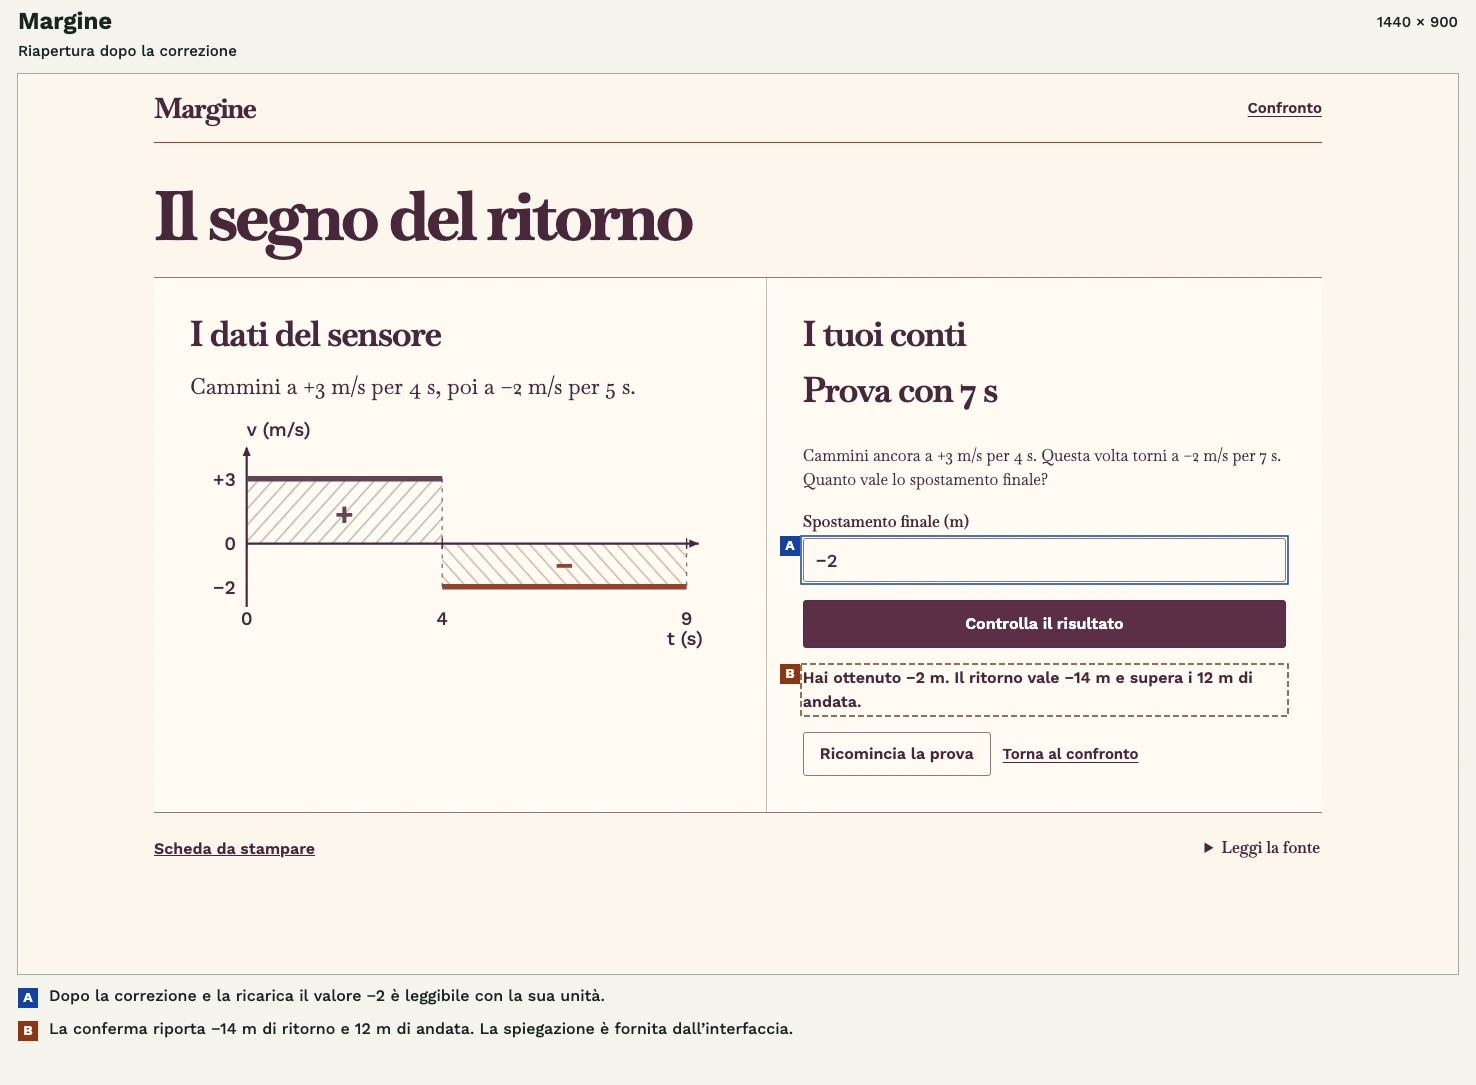 Margine
1440 × 900
Riapertura dopo la correzione
Margine
Confronto
Il segno del ritorno
I dati del sensore
Cammini a +3 m/s per 4 s, poi a −2 m/s per 5 s.
v (m/s)
+3
+
0
−
−2
0
4
9
t (s)
I tuoi conti
Prova con 7 s
Cammini ancora a +3 m/s per 4 s. Questa volta torni a −2 m/s per 7 s.
Quanto vale lo spostamento finale?
Spostamento finale (m)
A
−2
Controlla il risultato
B
Hai ottenuto −2 m. Il ritorno vale −14 m e supera i 12 m di
andata.
Ricomincia la prova
Torna al confronto
Scheda da stampare
Leggi la fonte
A Dopo la correzione e la ricarica il valore −2 è leggibile con la sua unità.
B La conferma riporta −14 m di ritorno e 12 m di andata. La spiegazione è fornita dall’interfaccia.